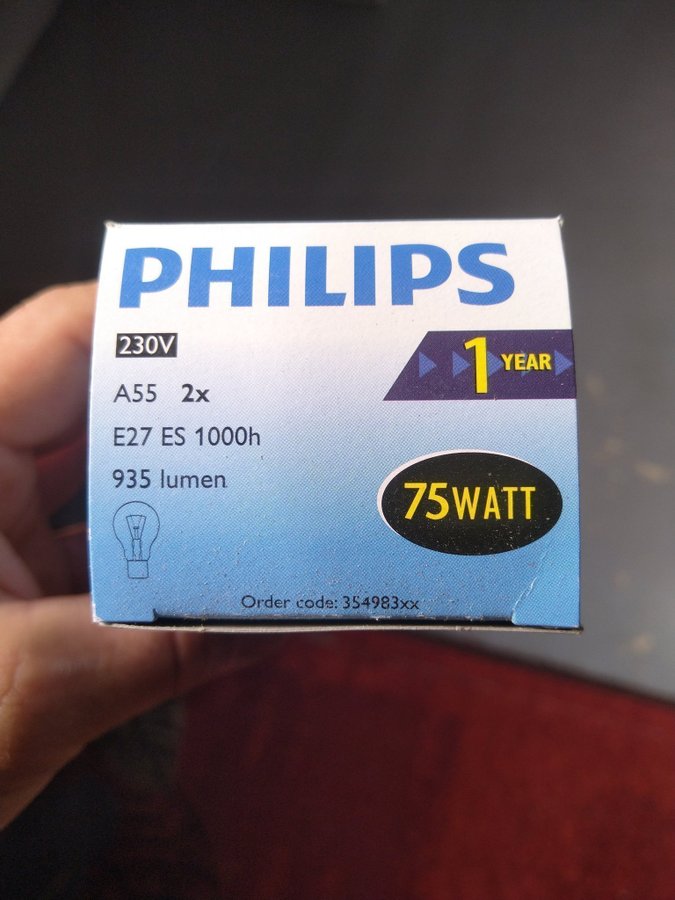 PHILIPS
230V
1 YEAR
A55 2x
E27 ES 1000h
935 lumen
75WATT
Order code: 354983xx